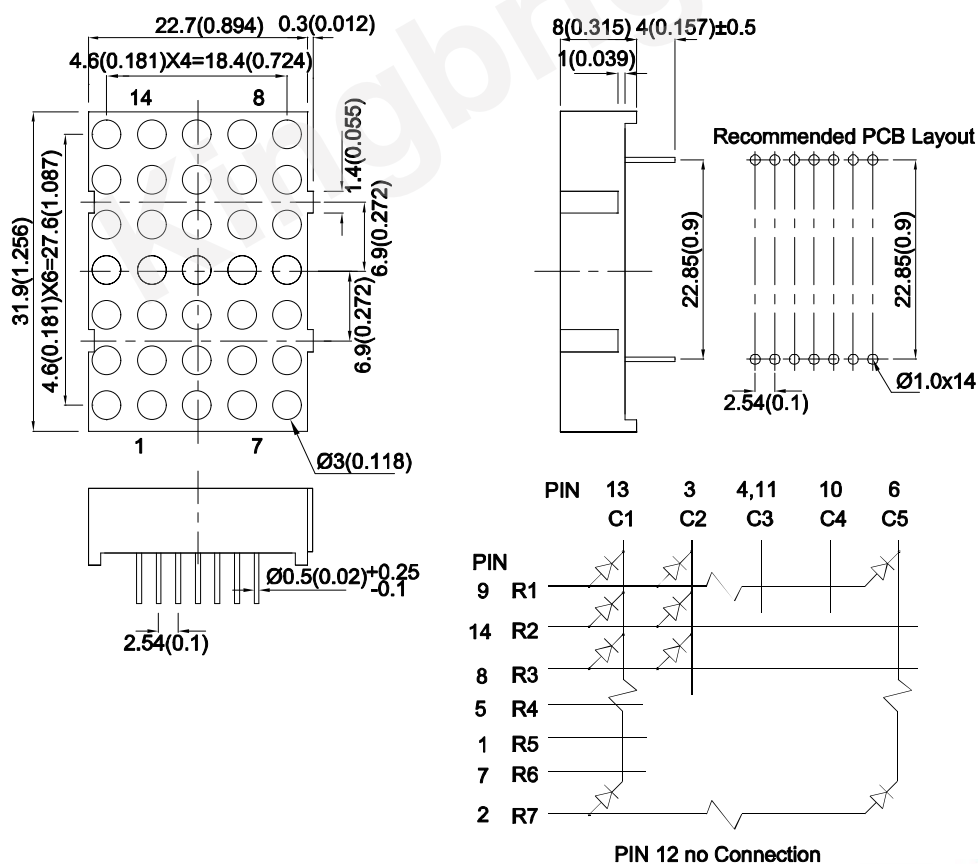 Kingbright
22.7(0.894) 0.3(0.012)
4.6(0.181)X4=18.4(0.724)
14 8
31.9(1.256)
4.6(0.181)X6=27.6(1.087)
1.4(0.055)
6.9(0.272)
6.9(0.272)
1 7
Ø3(0.118)
8(0.315) 4(0.157)±0.5
1(0.039)
22.85(0.9)
Recommended PCB Layout
22.85(0.9)
Ø1.0x14
2.54(0.1)
Ø0.5(0.02)+0.25
-0.1
2.54(0.1)
PIN 13 3 4,11 10 6
C1 C2 C3 C4 C5
PIN
9 R1
14 R2
8 R3
5 R4
1 R5
7 R6
2 R7
PIN 12 no Connection